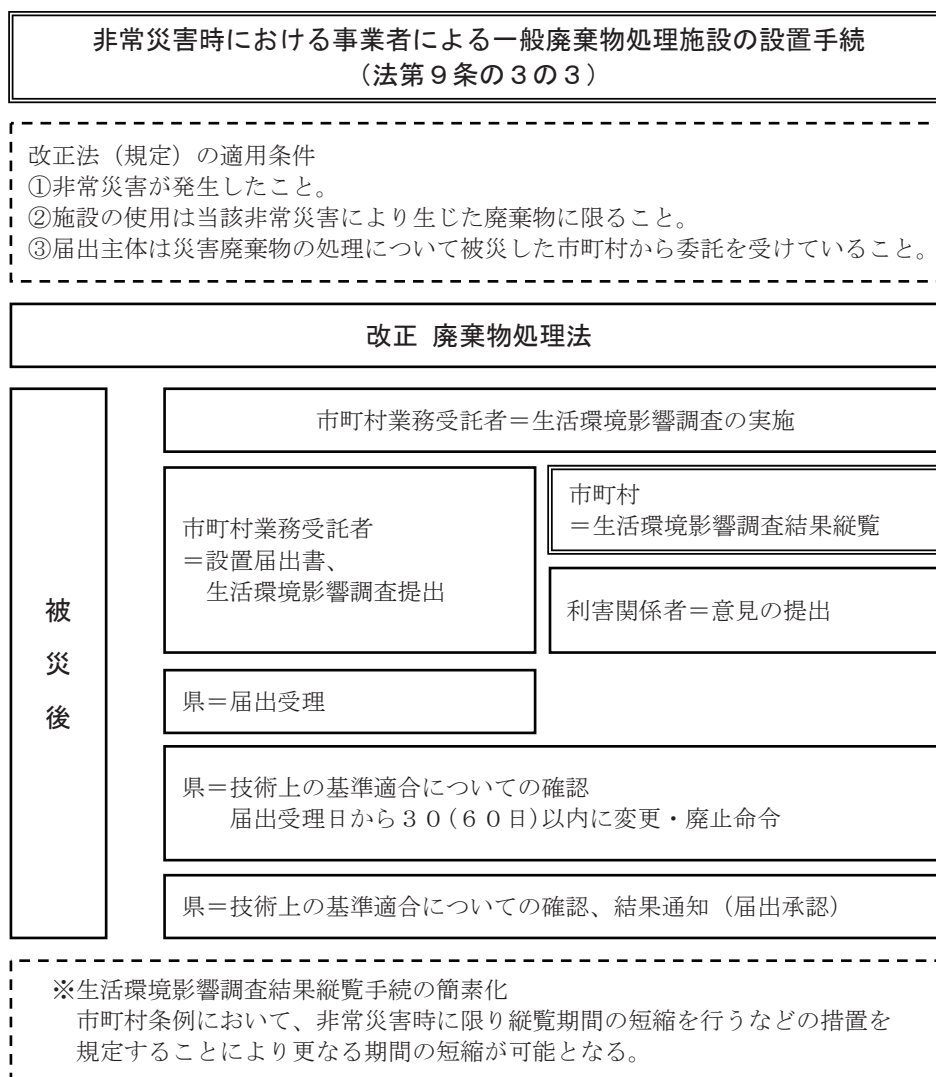 非常災害時における事業者による一般廃棄物処理施設の設置手続
（法第９条の３の３）
改正法（規定）の適用条件
①非常災害が発生したこと。
②施設の使用は当該非常災害により生じた廃棄物に限ること。
③届出主体は災害廃棄物の処理について被災した市町村から委託を受けていること。
改正 廃棄物処理法
被災後
市町村業務受託者＝生活環境影響調査の実施
市町村業務受託者
＝設置届出書、
生活環境影響調査提出
市町村
＝生活環境影響調査結果縦覧
利害関係者＝意見の提出
県＝届出受理
県＝技術上の基準適合についての確認
届出受理日から３０(６０日)以内に変更・廃止命令
県＝技術上の基準適合についての確認、結果通知（届出承認）
※生活環境影響調査結果縦覧手続の簡素化
市町村条例において、非常災害時に限り縦覧期間の短縮を行うなどの措置を
規定することにより更なる期間の短縮が可能となる。